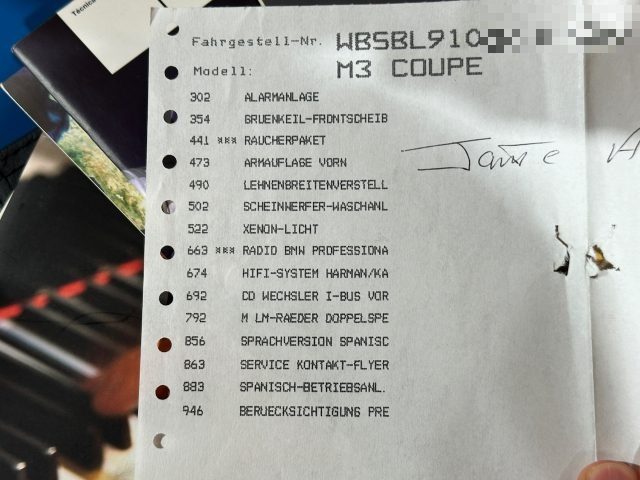 Técnica
Fahrgestell-Nr. WBSBL910
Modell: M3 COUPE
302 ALARMANLAGE
354 GRUENKEIL-FRONTSCHEIB
441 *** RAUCHERPAKET
473 ARMAUFLAGE VORN
490 LEHNENBREITENVERSTELL
502 SCHEINWERFER-WASCHANL
522 XENON-LICHT
663 *** RADIO BMW PROFESSIONA
674 HIFI-SYSTEM HARMAN/KA
692 CD WECHSLER I-BUS VOR
792 M LM-RAEDER DOPPELSPE
856 SPRACHVERSION SPANISC
863 SERVICE KONTAKT-FLYER
883 SPANISCH-BETRIEBSANL.
946 BERUECKSICHTIGUNG PRE